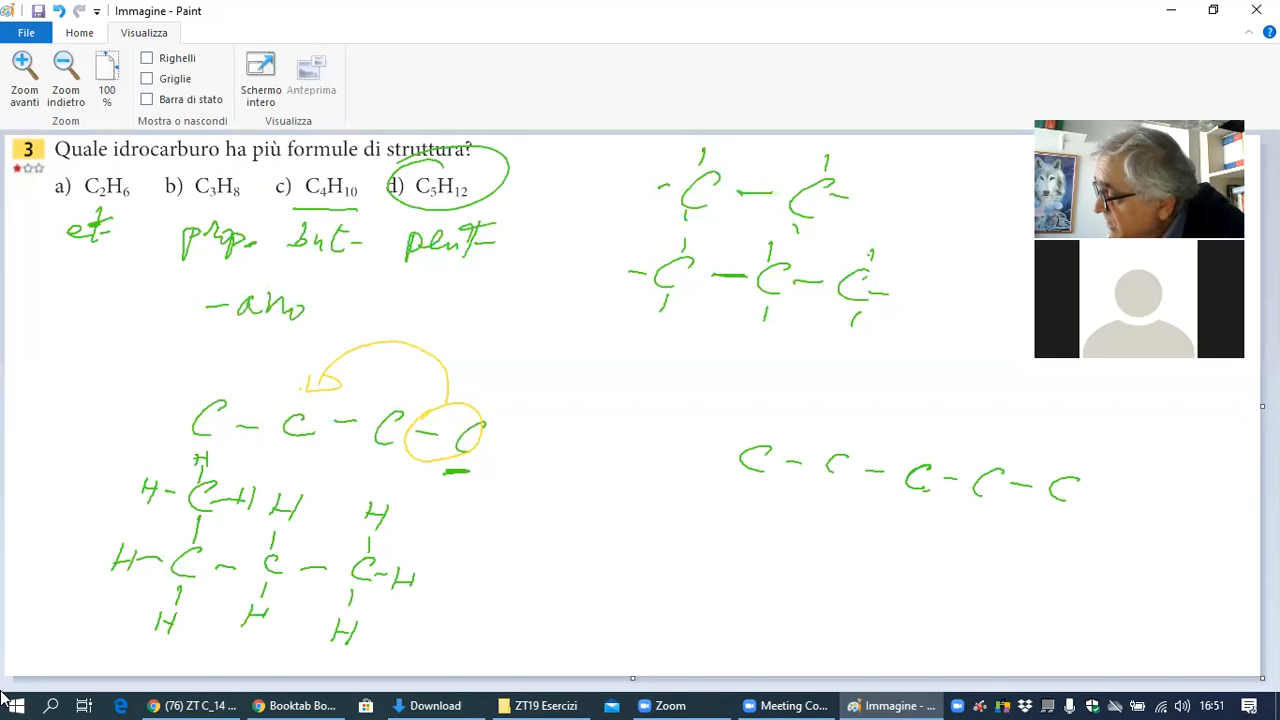 Immagine - Paint
File Home Visualizza
Zoom avanti
Zoom indietro
100 %
Righelli
Griglie
Barra di stato
Schermo intero
Anteprima
Zoom
Mostra o nascondi
Visualizza
3 Quale idrocarburo ha più formule di struttura?
a) C₂H₆ b) C₃H₈ c) C₄H₁₀ d) C₅H₁₂
et- prop- but- pent-
-ano
C - C
C - C - C
C - C - C - C
H
H - C - H H H
H - C - C - C - H
H H H
C - C - C - C - C
(76) ZT C_14
Booktab Bo...
Download
ZT19 Esercizi
Zoom
Meeting Co...
Immagine - ...
16:51